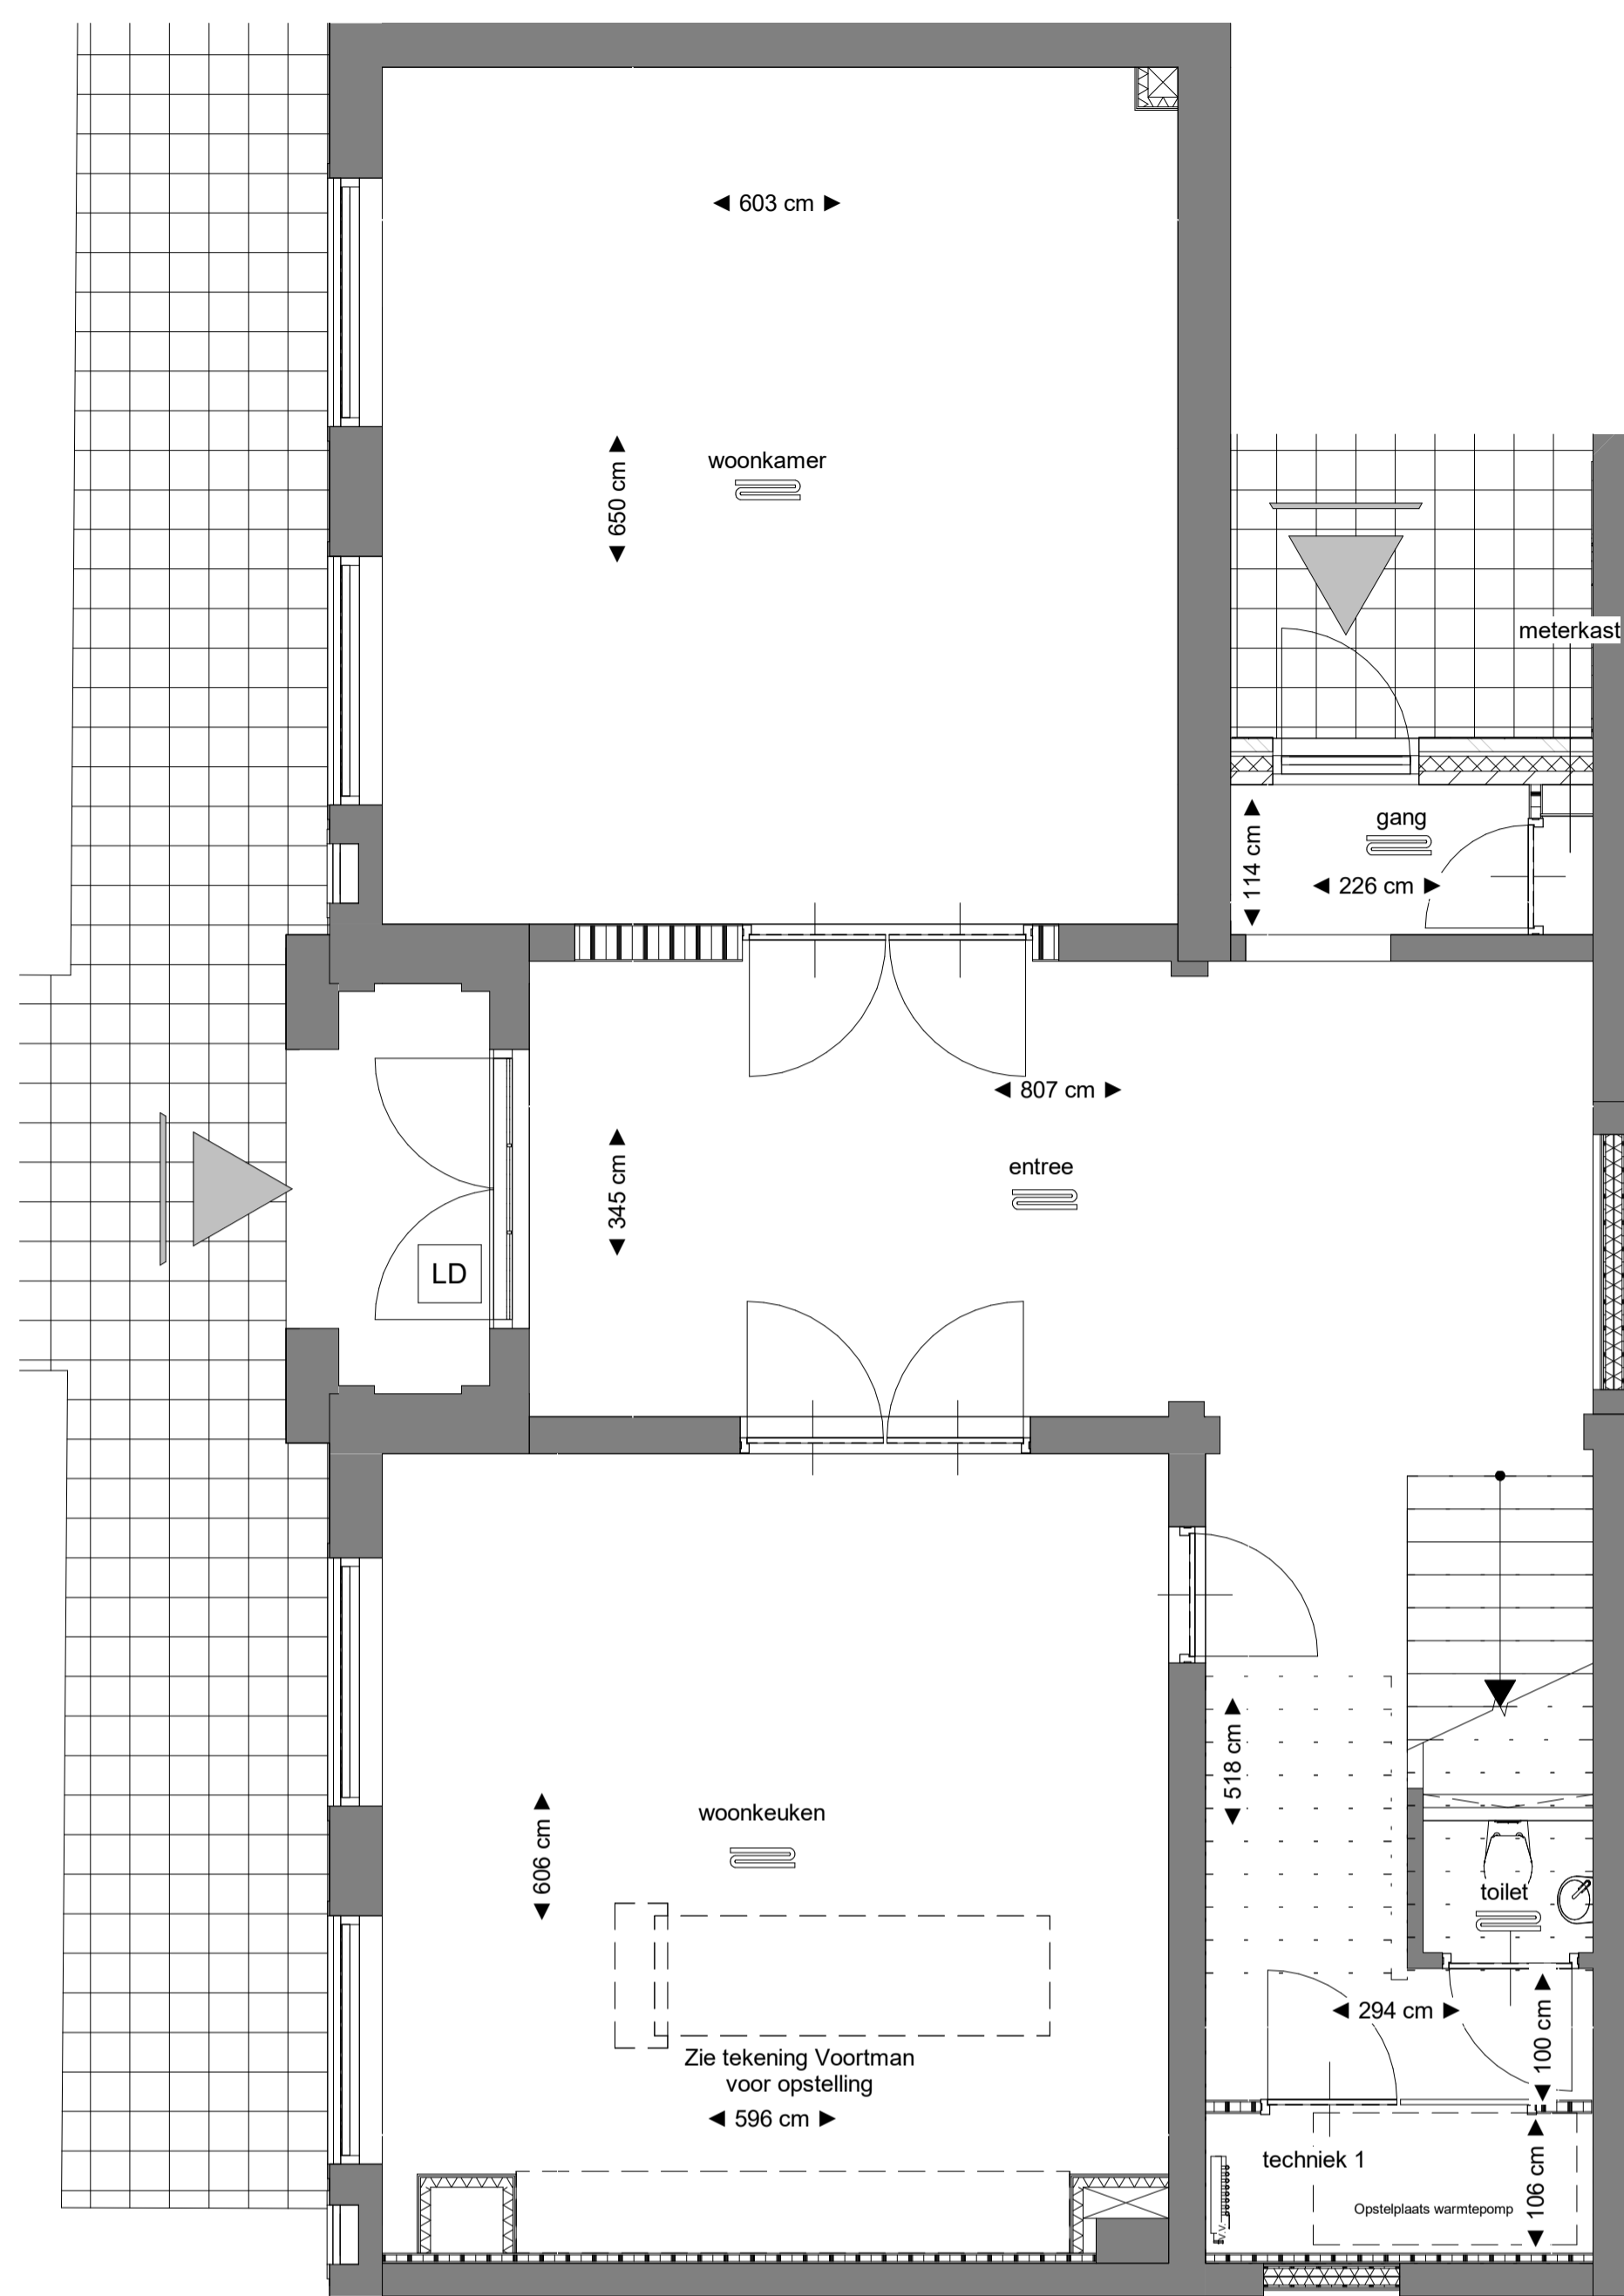 603 cm
woonkamer
650 cm
meterkast
gang
114 cm
226 cm
807 cm
entree
345 cm
LD
woonkeuken
606 cm
518 cm
toilet
294 cm
100 cm
Zie tekening Voortman
voor opstelling
596 cm
techniek 1
106 cm
Opstelplaats warmtepomp